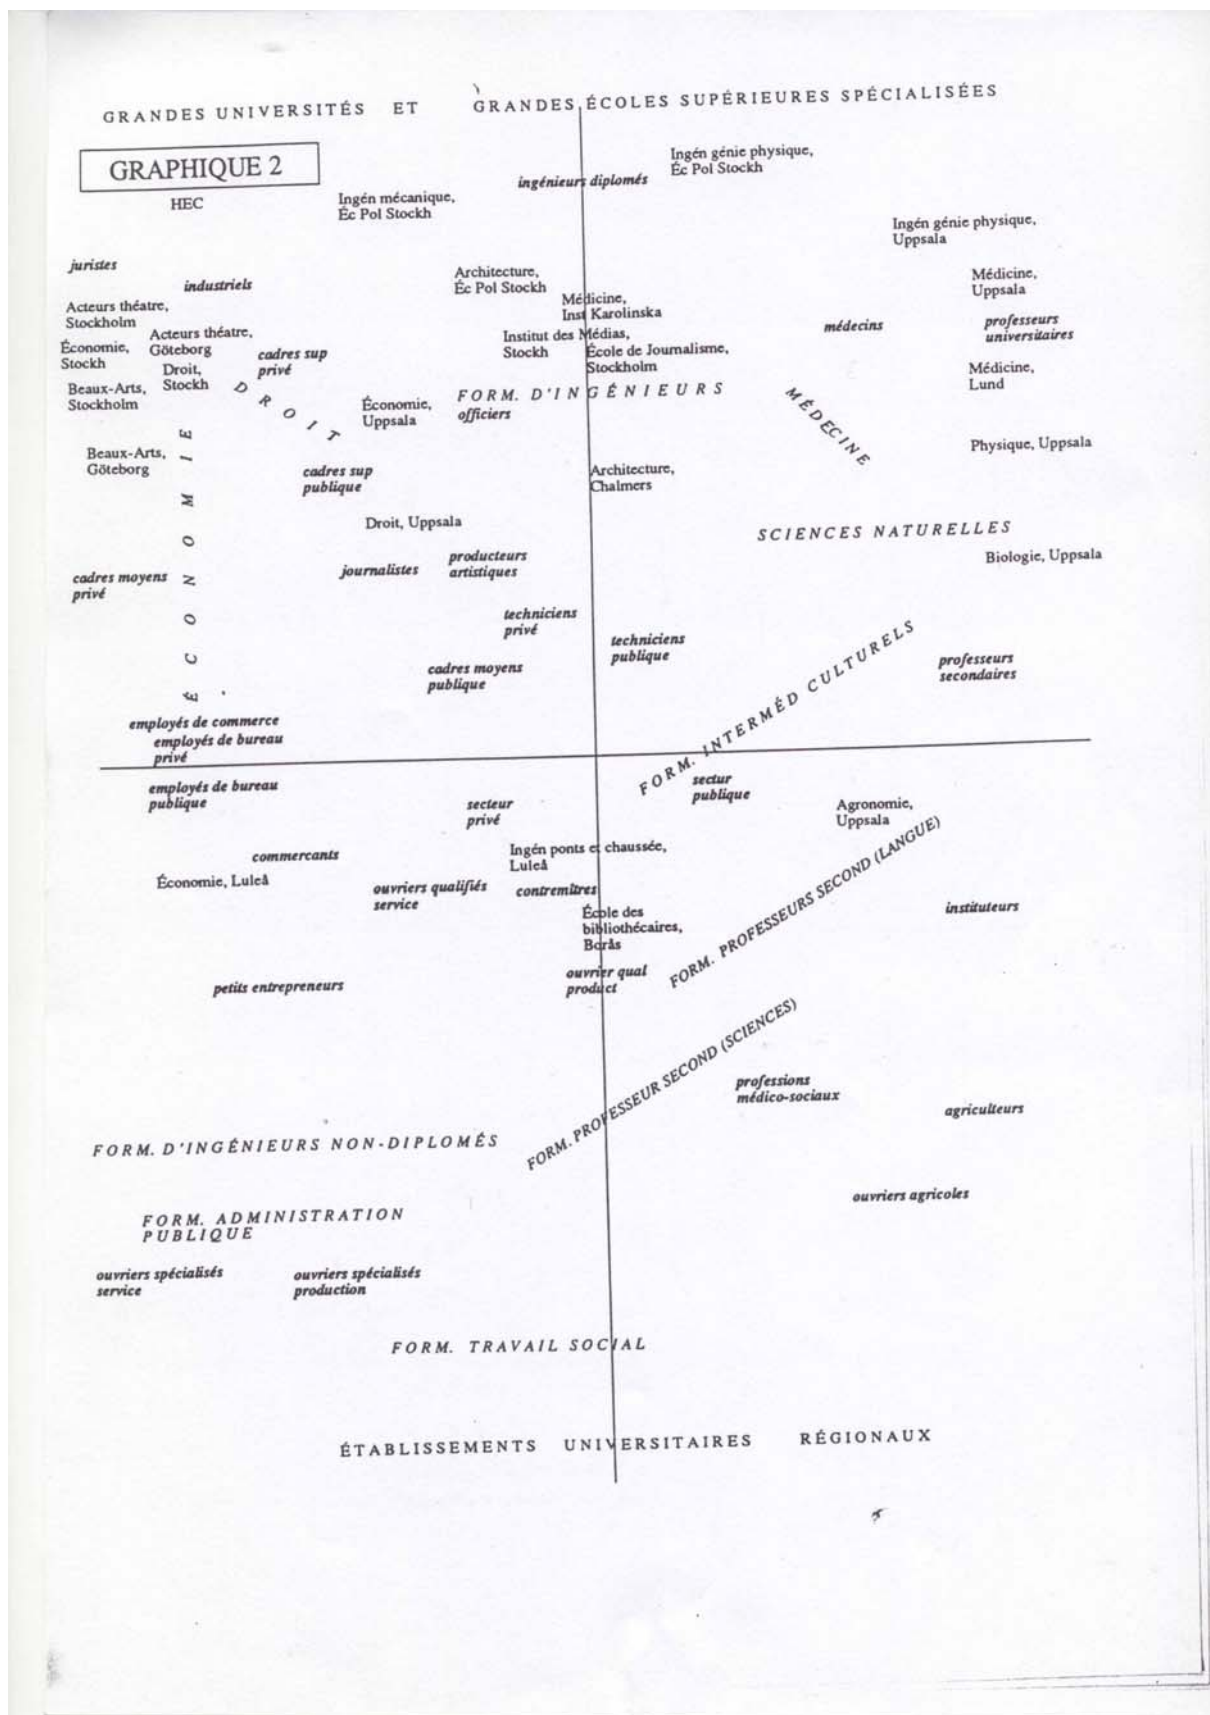 GRANDES UNIVERSITÉS ET GRANDES ÉCOLES SUPÉRIEURES SPÉCIALISÉES
GRAPHIQUE 2
HEC
Ingén mécanique,
Éc Pol Stockh
ingénieurs diplomés
Ingén génie physique,
Éc Pol Stockh
Ingén génie physique,
Uppsala
juristes
industriels
Architecture,
Éc Pol Stockh
Médicine,
Inst Karolinska
Médicine,
Uppsala
Acteurs théatre,
Stockholm
Acteurs théatre,
Göteborg
Économie,
Stockh
Droit,
Stockh
cadres sup
privé
Institut des Médias,
Stockh
École de Journalisme,
Stockholm
médecins
professeurs
universitaires
Médicine,
Lund
Beaux-Arts,
Stockholm
DROIT
Économie,
Uppsala
FORM. D'INGÉNIEURS
officiers
MÉDECINE
Physique, Uppsala
Beaux-Arts,
Göteborg
ÉCONOMIE
cadres sup
publique
Architecture,
Chalmers
Droit, Uppsala
SCIENCES NATURELLES
Biologie, Uppsala
cadres moyens
privé
journalistes
producteurs
artistiques
techniciens
privé
techniciens
publique
cadres moyens
publique
FORM. INTERMÉD CULTURELS
professeurs
secondaires
employés de commerce
employés de bureau
privé
employés de bureau
publique
secteur
privé
sectur
publique
Agronomie,
Uppsala
commercants
Économie, Luleå
Ingén ponts et chaussée,
Luleå
ouvriers qualifiés
service
contremîtres
École des
bibliothécaires,
Borås
FORM. PROFESSEURS SECOND (LANGUE)
instituteurs
petits entrepreneurs
ouvrier qual
product
FORM. PROFESSEUR SECOND (SCIENCES)
professions
médico-sociaux
agriculteurs
FORM. D'INGÉNIEURS NON-DIPLOMÉS
ouvriers agricoles
FORM. ADMINISTRATION
PUBLIQUE
ouvriers spécialisés
service
ouvriers spécialisés
production
FORM. TRAVAIL SOCIAL
ÉTABLISSEMENTS UNIVERSITAIRES RÉGIONAUX